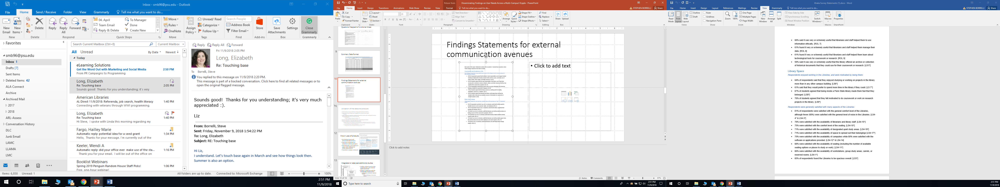 Inbox - smb96@psu.edu - Outlook
File Home Send / Receive Folder View Grammarly Tell me what you want to do...
New Email
New Items
Delete
Reply
Reply All
Forward
04. April
Team Email
Reply & Delete
To Manager
Done
Create New
Move
Rules
OneNote
Assign Policy
Unread/ Read
Categorize
Follow Up
Search People
Address Book
Filter Email
Store
Save Attachments
Settings
Close Grammarly
New Delete Respond Quick Steps Move Tags Find Add-ins Box Grammarly
Favorites
smb96@psu.edu
Inbox 1
Drafts [7]
Sent Items
Deleted Items 42
ALA Connect
Archive
Archived Mail
2017
2018
ARL-Assess
Conversation History
DLC
Junk Email
LAMC
LLAMA
LMC
Search Current Mailbox (Ctrl+E) Current Mailbox
All Unread By Date Newest
Today
eLearning Solutions
Get the Word Out with Marketing and Social Media 2:50 PM
From PR Campaigns to Programming
Long, Elizabeth
Re: Touching base 2:05 PM
Sounds good! Thanks for you understanding; it's very
American Libraries
AL Direct 11/9/2018: Referenda, job search, health literacy 1:40 PM
Connecting with veterans through WWI programming.
Long, Elizabeth
Re: Touching base 1:40 PM
Hi Steve, I spoke with Linda this morning regarding my
Fargo, Hailley Marie
Automatic reply: potential idea for a seed grant 1:34 PM
Hello, Thanks for your message. I'm currently out of the
Keeler, Wendi A
Automatic reply: did your office ever make use of the sta... 1:16 PM
Thank you for your email. I will be out of the office on
Booklist Webinars
Spring 2019 Penguin Random House Staff Picks! 1:06 PM
Free, one-hour webinar!
Reply Reply All Forward
Fri 11/9/2018 2:05 PM
Long, Elizabeth
Re: Touching base
To Borrelli, Steve
You replied to this message on 11/9/2018 2:20 PM.
This message is part of a tracked conversation. Click here to find all related messages or to
open the original flagged message.
Sounds good! Thanks for you understanding; it's very much
appreciated :).
Liz
From: Borrelli, Steve
Sent: Friday, November 9, 2018 1:54:22 PM
To: Long, Elizabeth
Subject: RE: Touching base
Hi Liz,
I understand. Let's touch base again in March and see how things look then.
Summer is also an option.
Items: 6,858 Unread: 1 All folders are up to date. Connected to: Microsoft Exchange 100%
2:51 PM
11/9/2018
Disseminating Findings on User Needs Across a Multi-Campus1.0.pptx - PowerPoint
Picture Tools
File Home Insert Design Transitions Animations Slide Show Review View Format Tell me what you want to do...
STEPHEN BORRELLI Share
Paste
Cut
Copy
Format Painter
New Slide
Layout
Reset
Section
Text Direction
Align Text
Convert to SmartArt
Arrange
Quick Styles
Shape Fill
Shape Outline
Shape Effects
Find
Replace
Select
Share
Upload
Clipboard Slides Font Paragraph Drawing Editing Box
Questions Mapped to Functional Areas
9
Summary Data Format
10
Findings Statements for external
communication avenues
11
Utilization of the data and products
12
Known uses of products
13
Integrated or catalyzed additional studies
Findings Statements for external
communication avenues
Role of the Library
• Click to add text
Click to add notes
Slide 10 of 16 Notes Comments 87%
Type here to search
2:51 PM
11/9/2018
Ithaka Survey Statements (1).docx - Word
File Home Insert Design Layout References Mailings Review View Grammarly Tell me what you want to do...
STEPHEN BORRELLI Share
Read Mode
Print Layout
Web Layout
Outline
Draft
Ruler
Gridlines
Navigation Pane
Zoom
100%
One Page
Multiple Pages
Page Width
New Window
Arrange All
Split
View Side by Side
Synchronous Scrolling
Reset Window Position
Switch Windows
Macros
Properties
Views Show Zoom Window Macros SharePoint
• 68% said it was very or extremely useful that librarians and staff helped them to use
information ethically. [ROL 7]
• 61% found it very or extremely useful that librarians and staff helped them manage their
data. [ROL 8]
• 61% found it very or extremely useful that librarians and staff helped them learn about
technological tools for coursework or research. [ROL 9]
• 59% said it was very or extremely useful that the library offered an archive or collection
of historical documents that they could use for their coursework or research. [LS17]
Library Space
Respondents enjoyed working in the Libraries, and were motivated by being there:
• 64% of respondents said that they enjoyed studying or working on projects in the library
more than in any other campus building. [LS6*]
• 61% said that they would prefer to spend more time in the library if they could. [LS 7*]
• 67% of students agreed that being inside a Penn State library made them feel that they
belonged. [LS8*]
• 78% of students agreed that they felt motivated to do coursework or work on research
projects in the library. [LS9*]
Respondents were generally satisfied with many aspects of the Libraries:
• 81% of respondents were satisfied with the general comfort level of the Libraries,
although fewer (68%) were satisfied with the general level of noise in the Libraries. [LS4-
4* & LS4-3*]
• 78% were satisfied with the availability of librarians and library staff. [LS4-15*]
• 75% were satisfied with the comfort level of the seating. [LS4-10*]
• 71% were satisfied with the availability of designated quiet study areas. [LS4-19*]
• 71% were satisfied with the availability of space to spread out their belongings [LS4-17*]
• 70% were satisfied with the availability of computers while 80% were satisfied with the
software or applications provided. [LS4-12* & LS4-14]
• 68% were satisfied with the availability of seating (including the number of available
seating options or places to study or work). [LS4-11*]
• 66% were satisfied with the availability of workstations, group study areas, carrels, or
reserved rooms. [LS4-1*]
• 65% of respondents found the Libraries to be spacious overall. [LS3*]
2:51 PM
11/9/2018